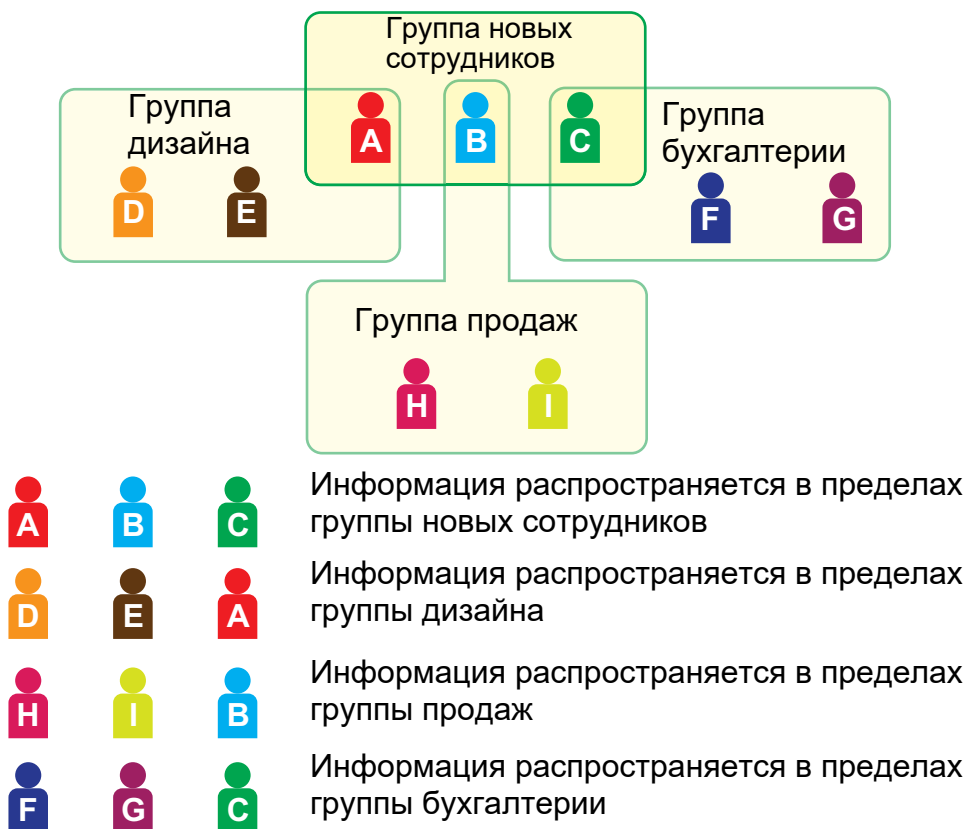 Группа новых
сотрудников
Группа
дизайна
A
B
C
Группа
бухгалтерии
D
E
F
G
Группа продаж
H
I
A B C Информация распространяется в пределах
группы новых сотрудников
D E A Информация распространяется в пределах
группы дизайна
H I B Информация распространяется в пределах
группы продаж
F G C Информация распространяется в пределах
группы бухгалтерии